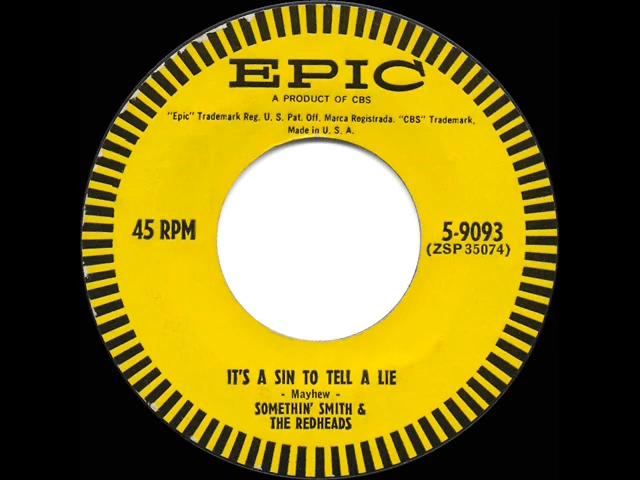 EPIC
A PRODUCT OF CBS
"Epic" Trademark Reg. U. S. Pat. Off. Marca Registrada. "CBS" Trademark,
Made in U. S. A.
45 RPM
5-9093
(ZSP 35074)
IT'S A SIN TO TELL A LIE
- Mayhew -
SOMETHIN' SMITH &
THE REDHEADS